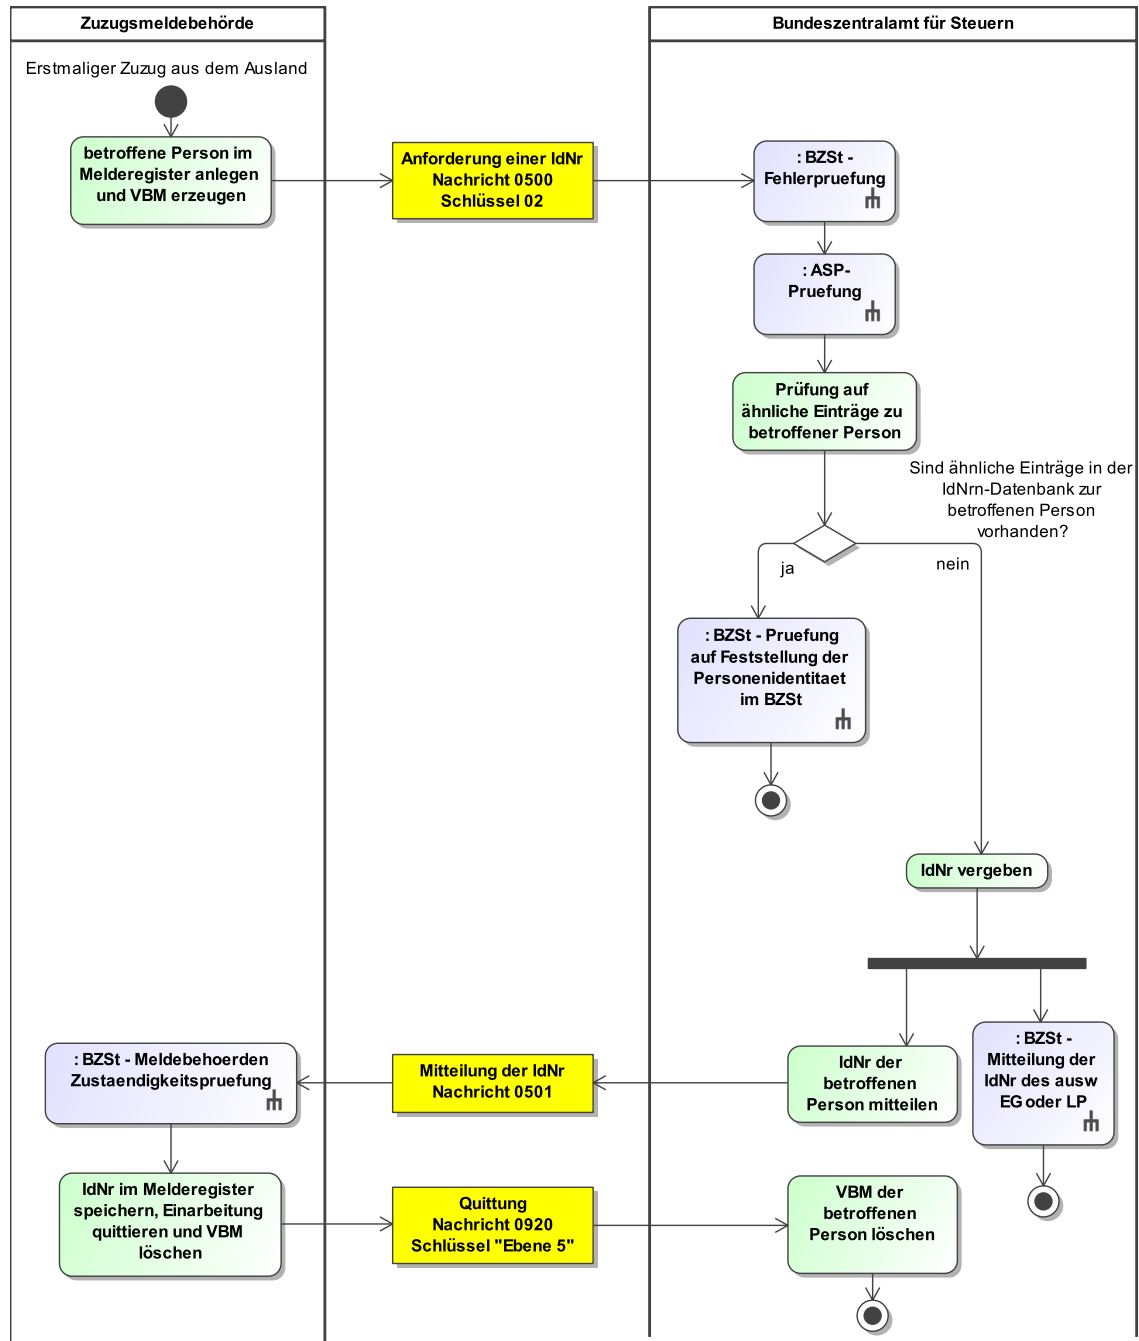 Zuzugsmeldebehörde
Bundeszentralamt für Steuern
Erstmaliger Zuzug aus dem Ausland
betroffene Person im
Melderegister anlegen
und VBM erzeugen
Anforderung einer IdNr
Nachricht 0500
Schlüssel 02
: BZSt -
Fehlerpruefung
: ASP-
Pruefung
Prüfung auf
ähnliche Einträge zu
betroffener Person
Sind ähnliche Einträge in der
IdNrn-Datenbank zur
betroffenen Person
vorhanden?
ja
nein
: BZSt - Pruefung
auf Feststellung der
Personenidentitaet
im BZSt
IdNr vergeben
: BZSt - Meldebehoerden
Zustaendigkeitspruefung
Mitteilung der IdNr
Nachricht 0501
IdNr der
betroffenen
Person mitteilen
: BZSt -
Mitteilung der
IdNr des ausw
EG oder LP
IdNr im Melderegister
speichern, Einarbeitung
quittieren und VBM
löschen
Quittung
Nachricht 0920
Schlüssel "Ebene 5"
VBM der
betroffenen
Person löschen